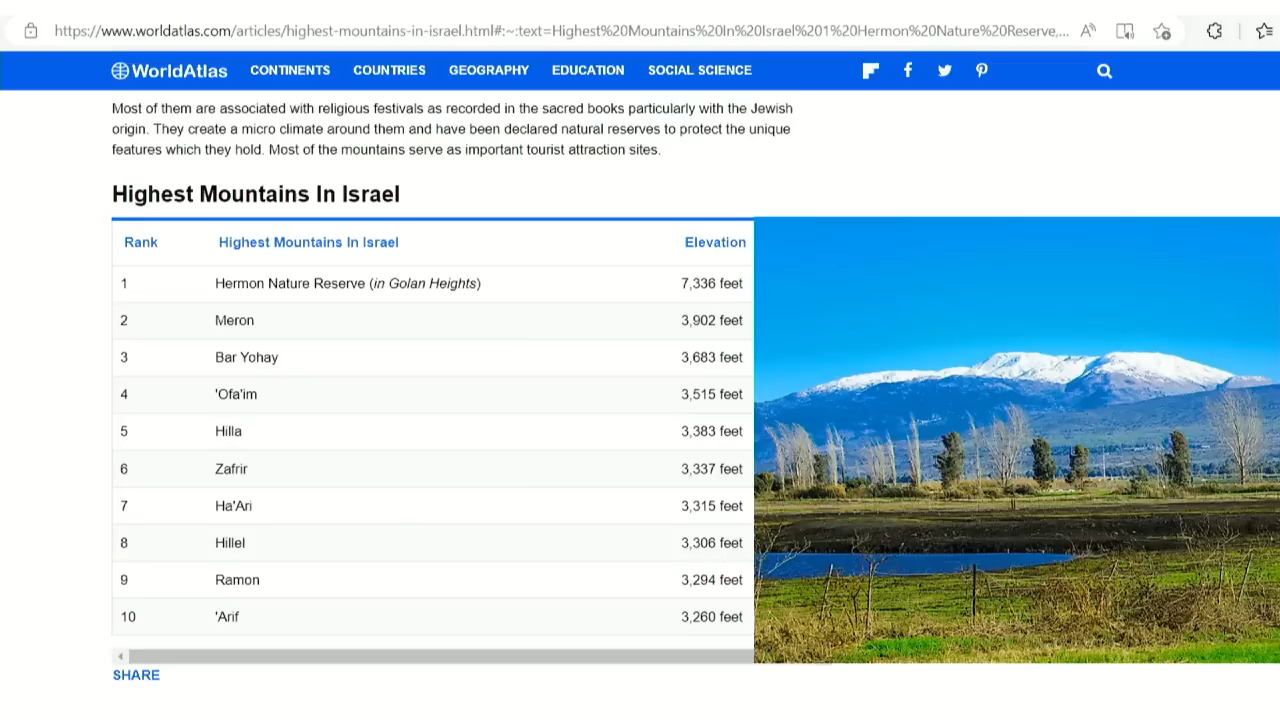 https://www.worldatlas.com/articles/highest-mountains-in-israel.html#:~:text=Highest%20Mountains%20In%20Israel%201%20Hermon%20Nature%20Reserve,...
WorldAtlas CONTINENTS COUNTRIES GEOGRAPHY EDUCATION SOCIAL SCIENCE
Most of them are associated with religious festivals as recorded in the sacred books particularly with the Jewish
origin. They create a micro climate around them and have been declared natural reserves to protect the unique
features which they hold. Most of the mountains serve as important tourist attraction sites.
Highest Mountains In Israel
Rank Highest Mountains In Israel Elevation
1 Hermon Nature Reserve (in Golan Heights) 7,336 feet
2 Meron 3,902 feet
3 Bar Yohay 3,683 feet
4 'Ofa'im 3,515 feet
5 Hilla 3,383 feet
6 Zafrir 3,337 feet
7 Ha'Ari 3,315 feet
8 Hillel 3,306 feet
9 Ramon 3,294 feet
10 'Arif 3,260 feet
SHARE